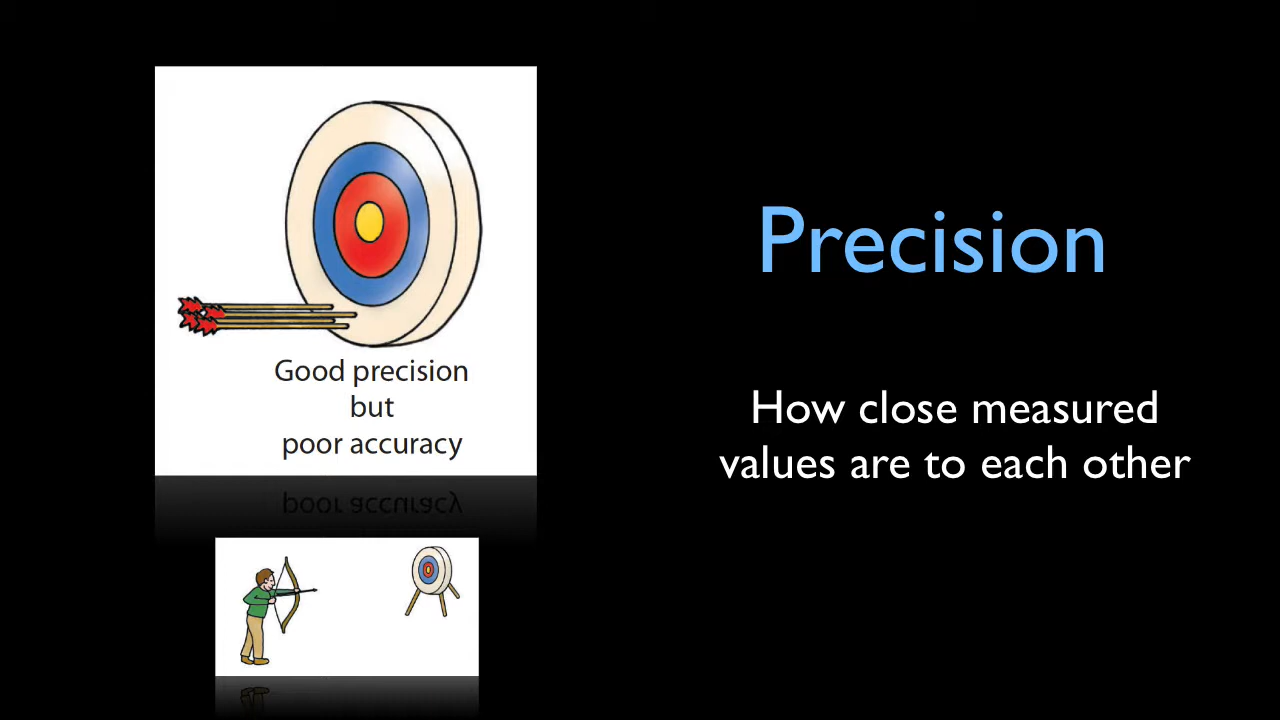 Good precision
but
poor accuracy
Precision
How close measured
values are to each other